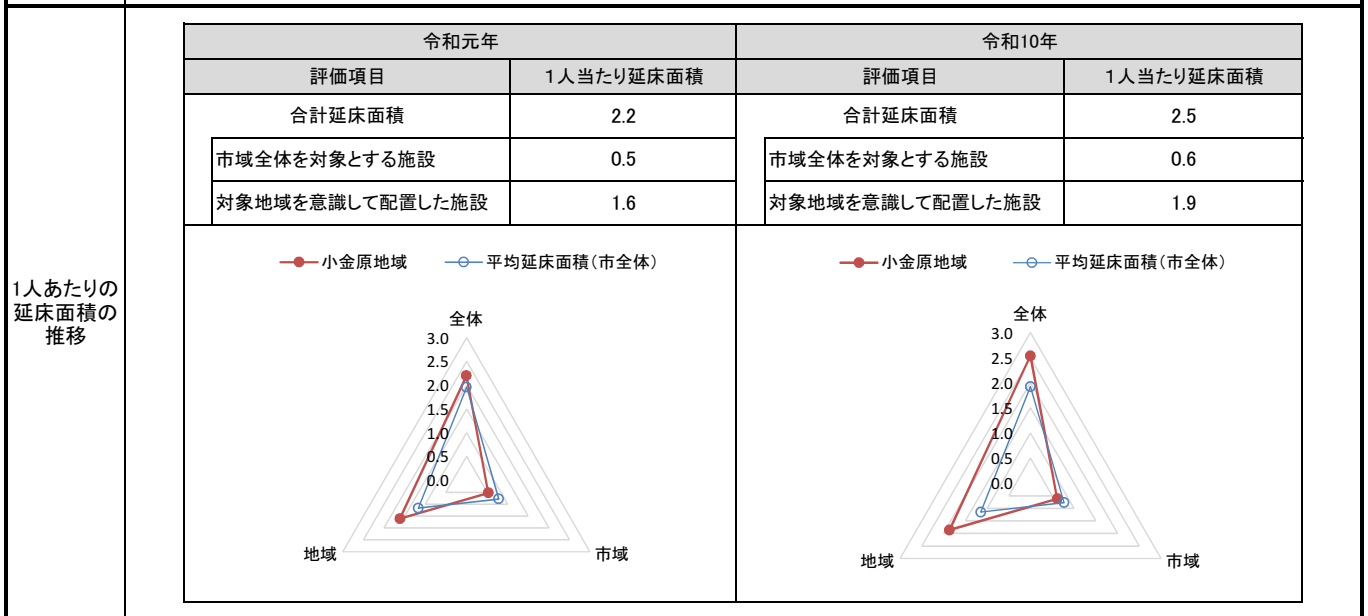 1人あたりの
延床面積の
推移
令和元年
評価項目 1人当たり延床面積
合計延床面積 2.2
市域全体を対象とする施設 0.5
対象地域を意識して配置した施設 1.6
小金原地域 平均延床面積(市全体)
全体
3.0
2.5
2.0
1.5
1.0
0.5
0.0
地域 市域
令和10年
評価項目 1人当たり延床面積
合計延床面積 2.5
市域全体を対象とする施設 0.6
対象地域を意識して配置した施設 1.9
小金原地域 平均延床面積(市全体)
全体
3.0
2.5
2.0
1.5
1.0
0.5
0.0
地域 市域